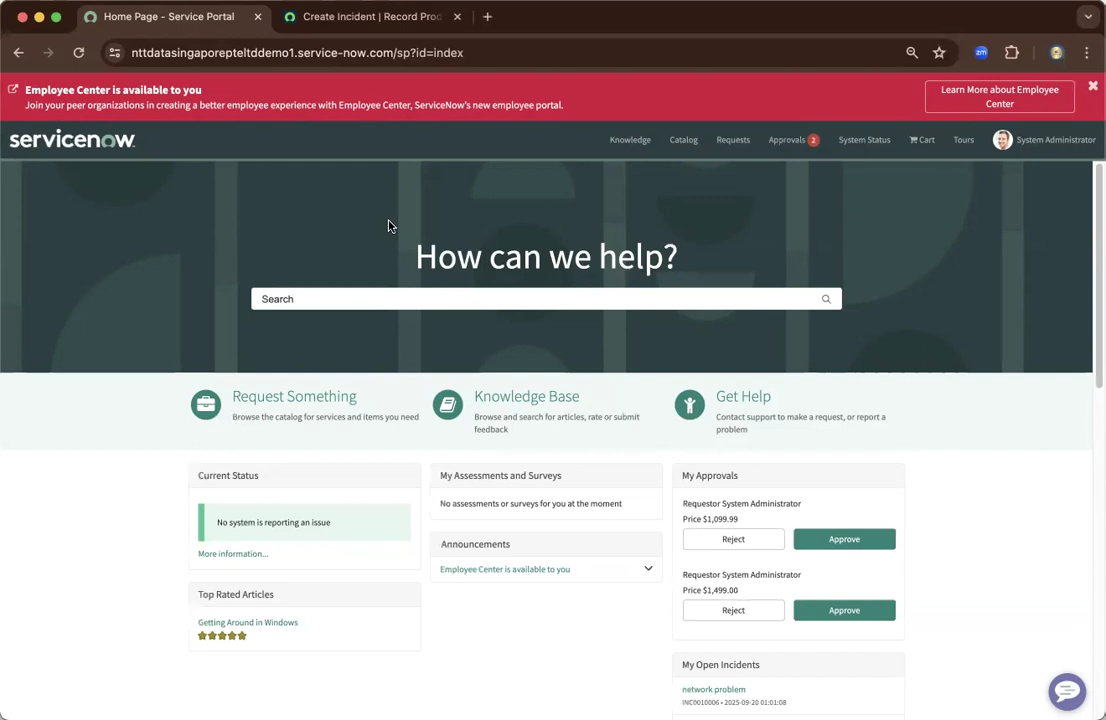 Home Page - Service Portal
Create Incident | Record Prod
nttdatasingaporepteltddemo1.service-now.com/sp?id=index
zm
Employee Center is available to you
Join your peer organizations in creating a better employee experience with Employee Center, ServiceNow's new employee portal.
Learn More about Employee
Center
servicenow
Knowledge
Catalog
Requests
Approvals 2
System Status
Cart
Tours
System Administrator
How can we help?
Search
Request Something
Browse the catalog for services and items you need
Knowledge Base
Browse and search for articles, rate or submit
feedback
Get Help
Contact support to make a request, or report a
problem
Current Status
No system is reporting an issue
More information...
Top Rated Articles
Getting Around in Windows
My Assessments and Surveys
No assessments or surveys for you at the moment
Announcements
Employee Center is available to you
My Approvals
Requestor System Administrator
Price $1,099.99
Reject
Approve
Requestor System Administrator
Price $1,499.00
Reject
Approve
My Open Incidents
network problem
INC0010006 • 2025-09-20 01:01:08